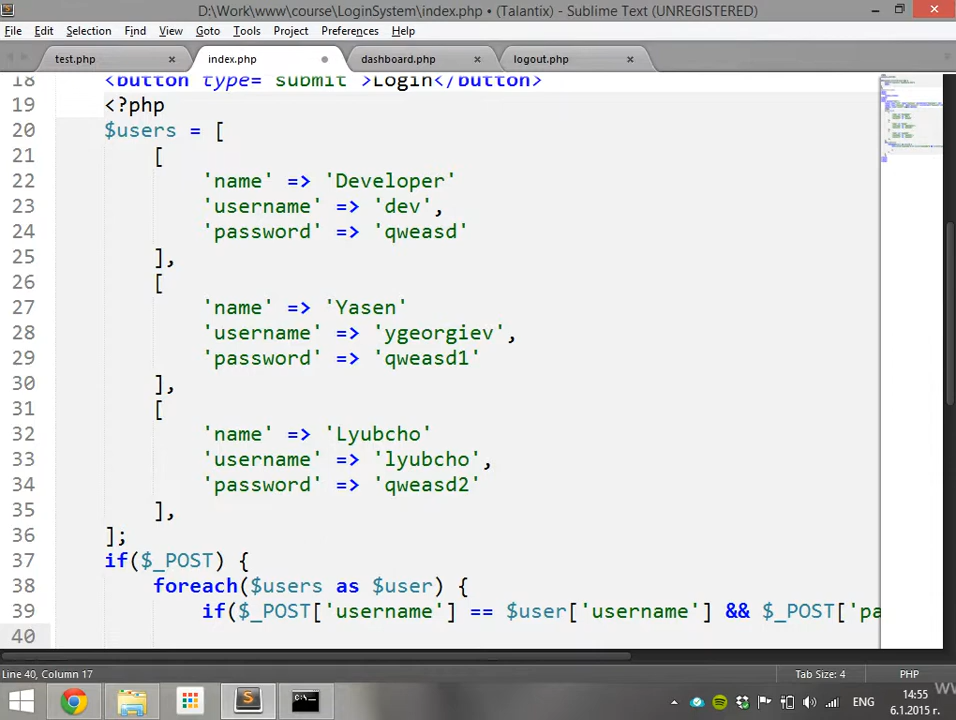 D:\Work\www\course\LoginSystem\index.php • (Talantix) - Sublime Text (UNREGISTERED)
File Edit Selection Find View Goto Tools Project Preferences Help
test.php index.php dashboard.php logout.php
18 <button type="submit">Login</button>
19 <?php
20 $users = [
21 [
22 'name' => 'Developer'
23 'username' => 'dev',
24 'password' => 'qweasd'
25 ],
26 [
27 'name' => 'Yasen'
28 'username' => 'ygeorgiev',
29 'password' => 'qweasd1'
30 ],
31 [
32 'name' => 'Lyubcho'
33 'username' => 'lyubcho',
34 'password' => 'qweasd2'
35 ],
36 ];
37 if($_POST) {
38 foreach($users as $user) {
39 if($_POST['username'] == $user['username'] && $_POST['pa
40
Line 40, Column 17 Tab Size: 4 PHP
ENG 14:55
6.1.2015 г.